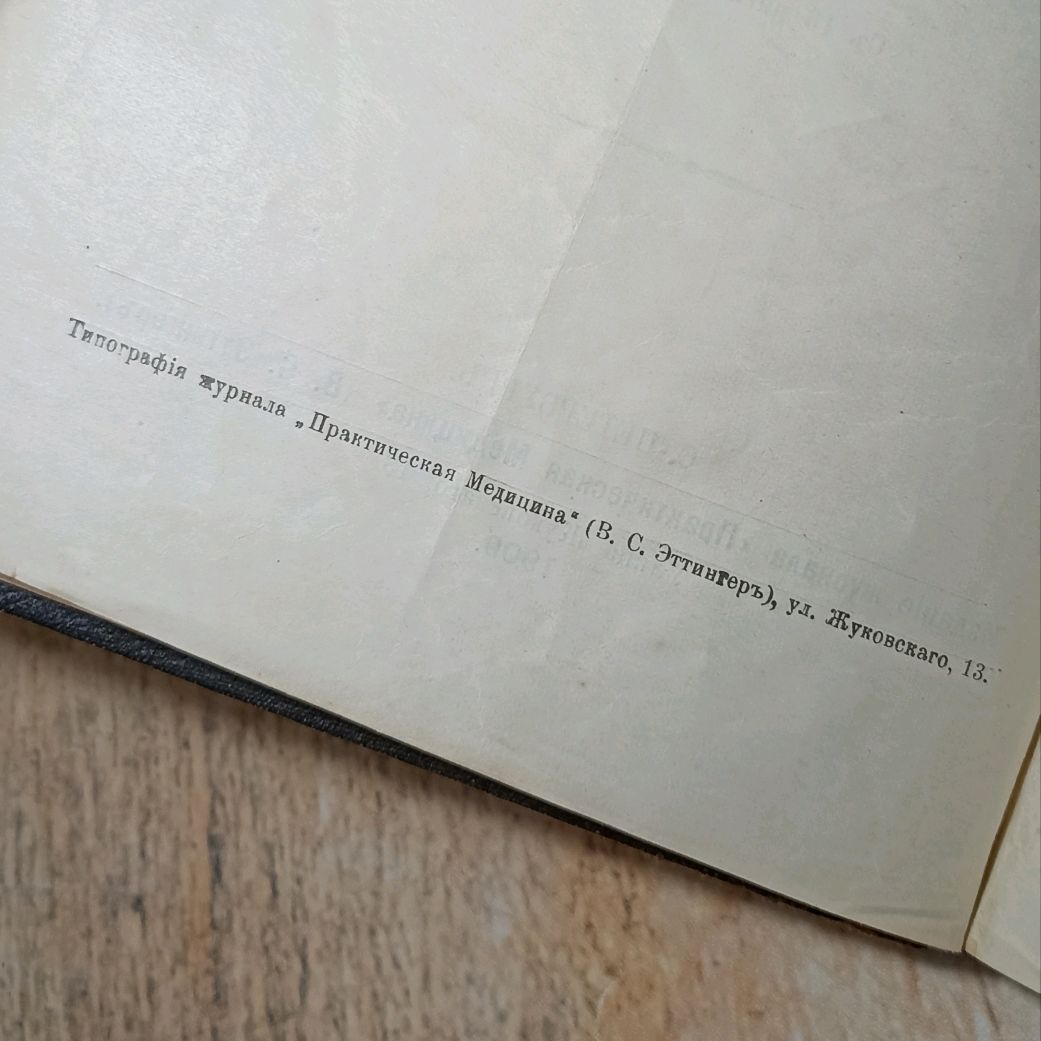 Типографія журнала „Практическая Медицина“ (В. С. Эттингеръ), ул. Жуковскаго, 13.